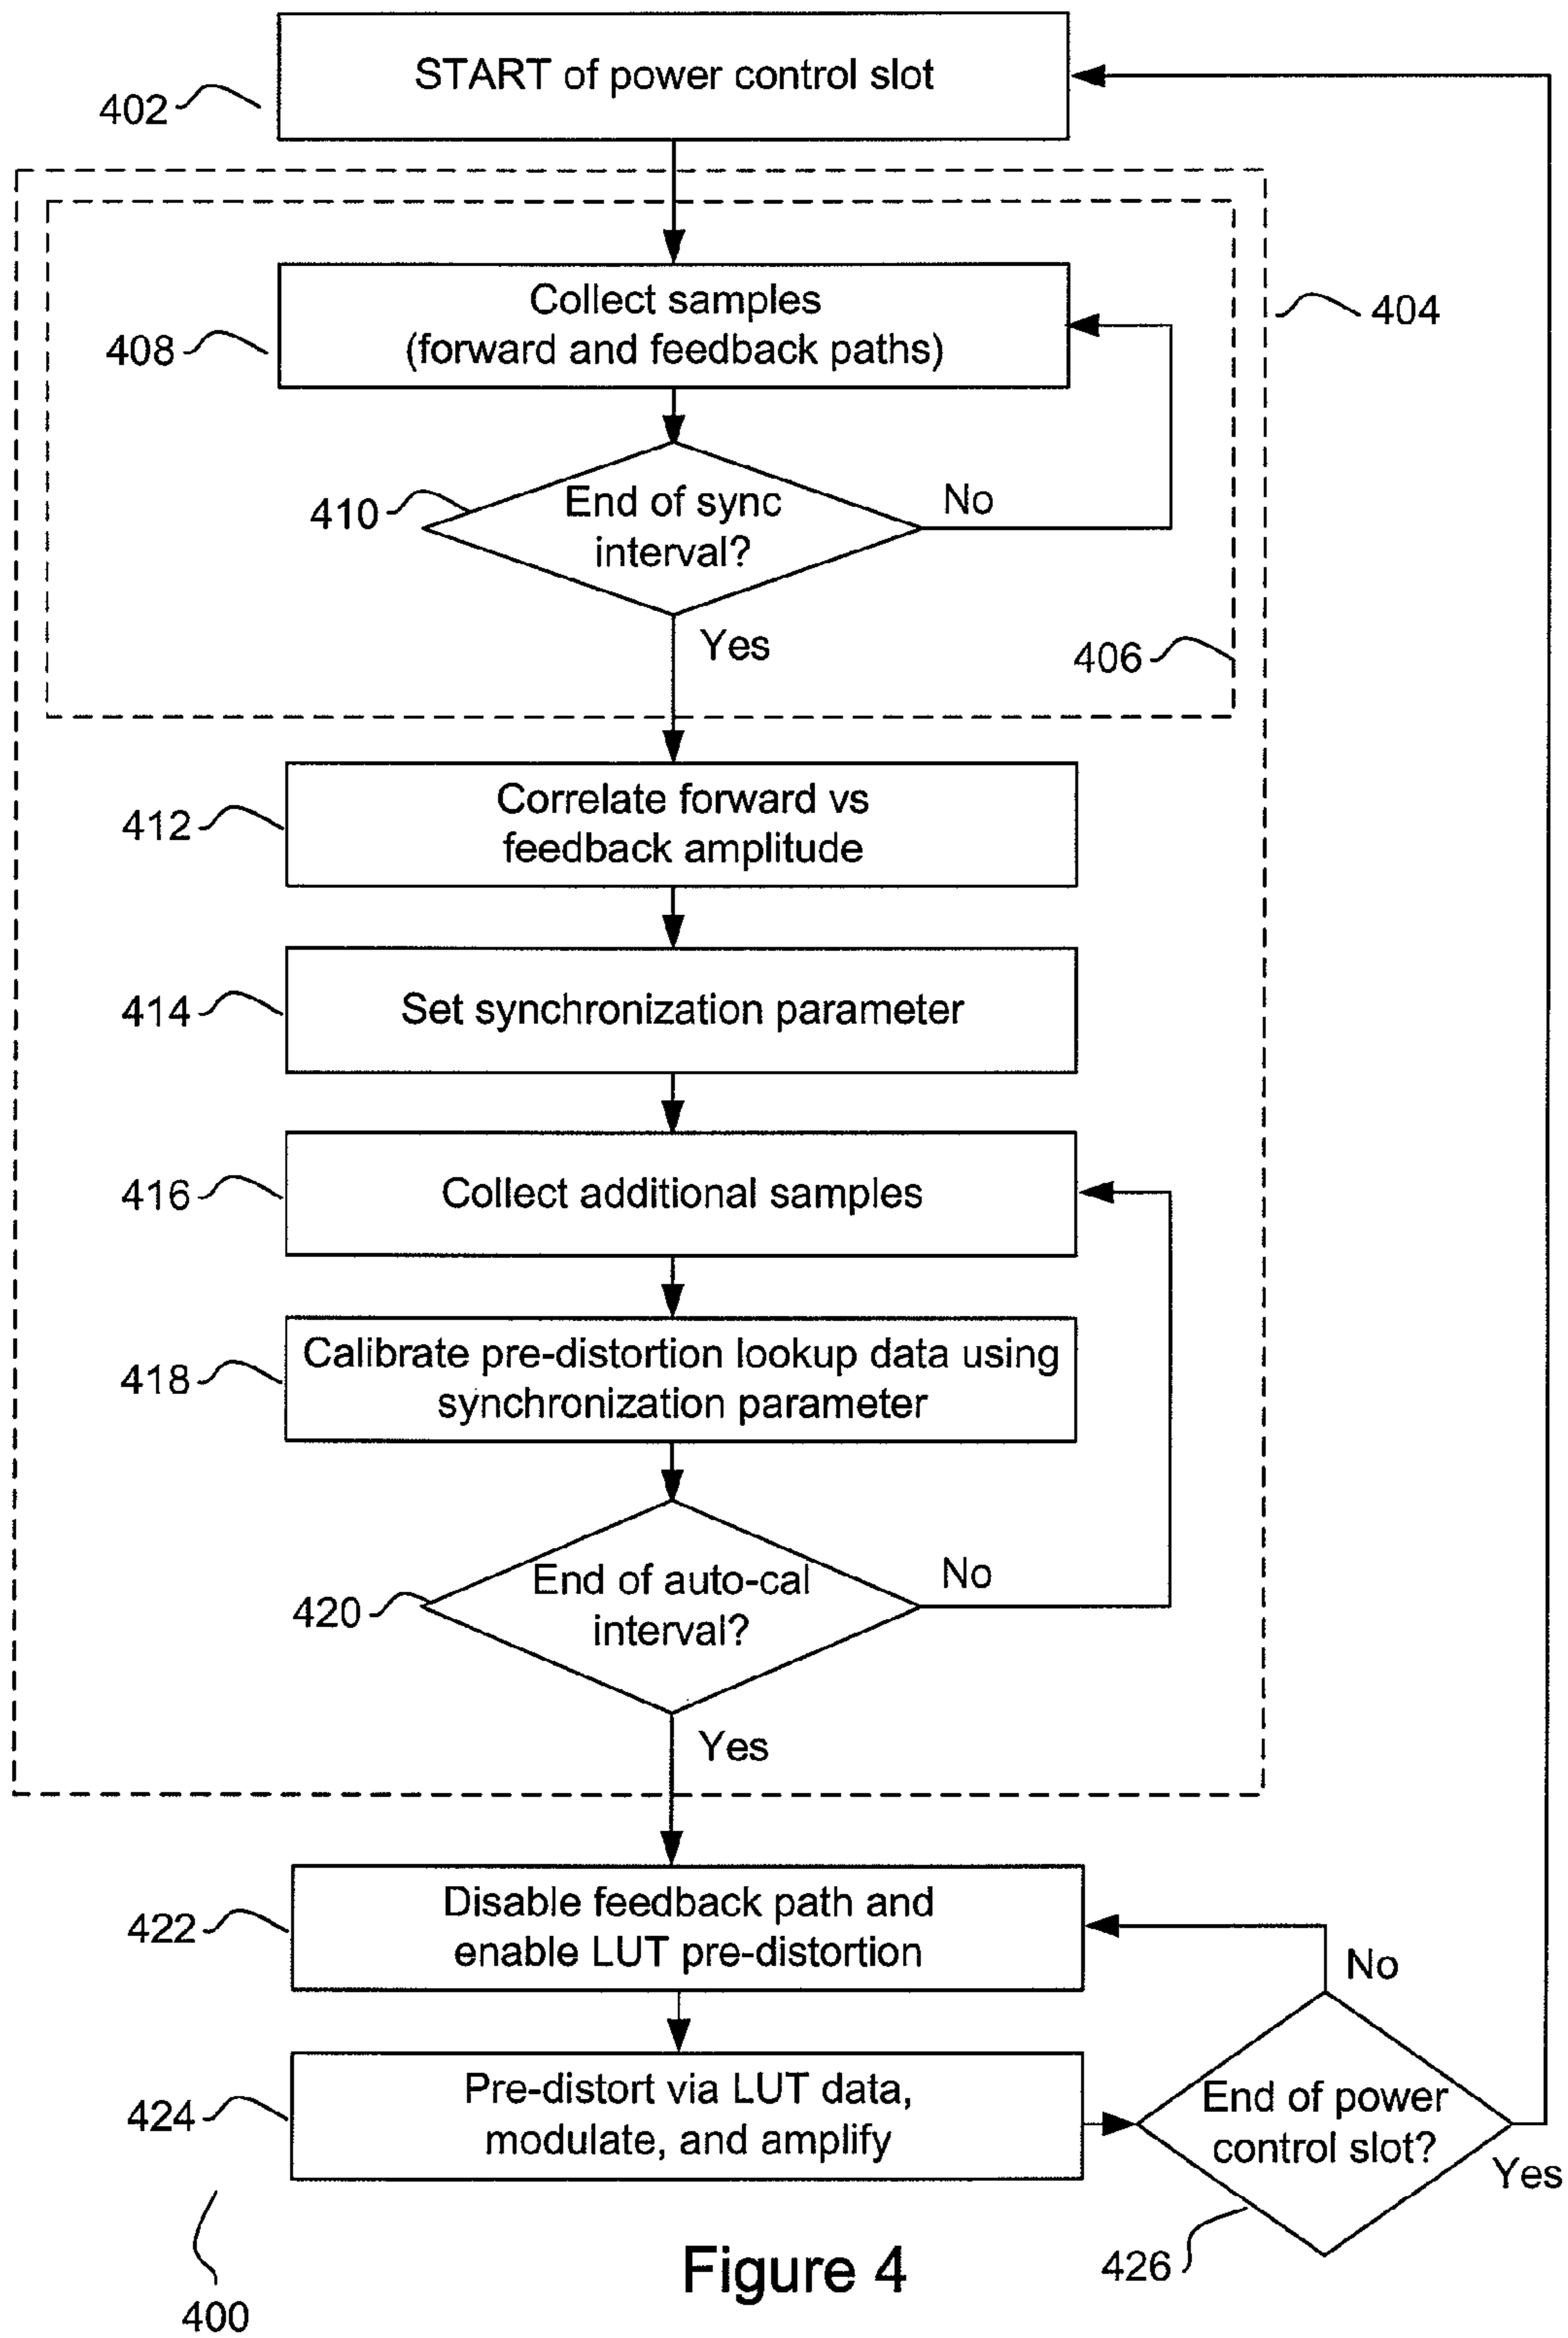 START of power control slot
402
Collect samples
(forward and feedback paths)
404
408
End of sync
interval?
410
No
Yes
406
Correlate forward vs
feedback amplitude
412
Set synchronization parameter
414
Collect additional samples
416
Calibrate pre-distortion lookup data using
synchronization parameter
418
End of auto-cal
interval?
420
No
Yes
Disable feedback path and
enable LUT pre-distortion
422
No
Pre-distort via LUT data,
modulate, and amplify
424
End of power
control slot?
Yes
426
Figure 4
400